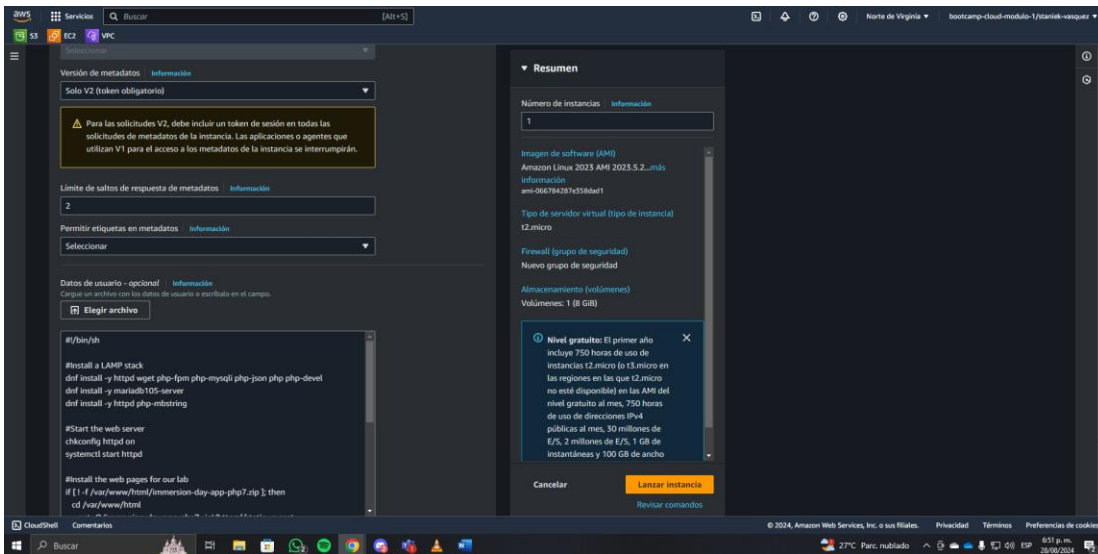 aws
Servicios
Buscar
[Alt+S]
Norte de Virginia
bootcamp-cloud-modulo-1/staniek-vasquez
S3
EC2
VPC
Seleccionar
Versión de metadatos
Información
Solo V2 (token obligatorio)
Para las solicitudes V2, debe incluir un token de sesión en todas las
solicitudes de metadatos de la instancia. Las aplicaciones o agentes que
utilizan V1 para el acceso a los metadatos de la instancia se interrumpirán.
Límite de saltos de respuesta de metadatos
Información
2
Permitir etiquetas en metadatos
Información
Seleccionar
Datos de usuario - opcional
Información
Cargue un archivo con los datos de usuario o escríbalo en el campo.
Elegir archivo
#!/bin/sh
#Install a LAMP stack
dnf install -y httpd wget php-fpm php-mysqli php-json php php-devel
dnf install -y mariadb105-server
dnf install -y httpd php-mbstring
#Start the web server
chkconfig httpd on
systemctl start httpd
#Install the web pages for our lab
if [ ! -f /var/www/html/immersion-day-app-php7.zip ]; then
cd /var/www/html
Resumen
Número de instancias
Información
1
Imagen de software (AMI)
Amazon Linux 2023 AMI 2023.5.2...más
información
ami-066784287e358dad1
Tipo de servidor virtual (tipo de instancia)
t2.micro
Firewall (grupo de seguridad)
Nuevo grupo de seguridad
Almacenamiento (volúmenes)
Volúmenes: 1 (8 GiB)
Nivel gratuito: El primer año
incluye 750 horas de uso de
instancias t2.micro (o t3.micro en
las regiones en las que t2.micro
no esté disponible) en las AMI del
nivel gratuito al mes, 750 horas
de uso de direcciones IPv4
públicas al mes, 30 millones de
E/S, 2 millones de E/S, 1 GB de
instantáneas y 100 GB de ancho
Cancelar
Lanzar instancia
Revisar comandos
CloudShell
Comentarios
© 2024, Amazon Web Services, Inc. o sus filiales.
Privacidad
Términos
Preferencias de cookies
Buscar
27°C Parc. nublado
ESP
6:51 p. m.
28/08/2024